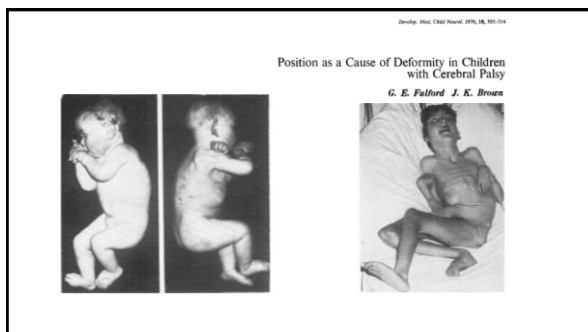 Develop. Med. Child Neurol. 1976, 18, 305-314
Position as a Cause of Deformity in Children
with Cerebral Palsy
G. E. Fulford J. K. Brown